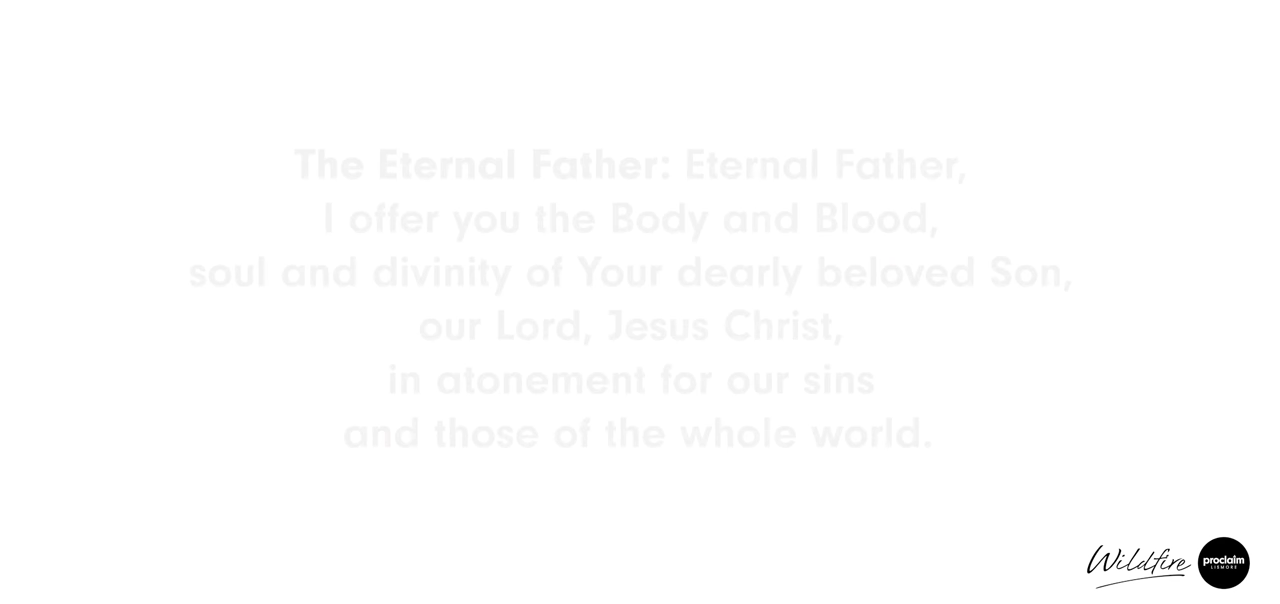 The Eternal Father: Eternal Father,
I offer you the Body and Blood,
soul and divinity of Your dearly beloved Son,
our Lord, Jesus Christ,
in atonement for our sins
and those of the whole world.
Wildfire
proclaim
LISMORE